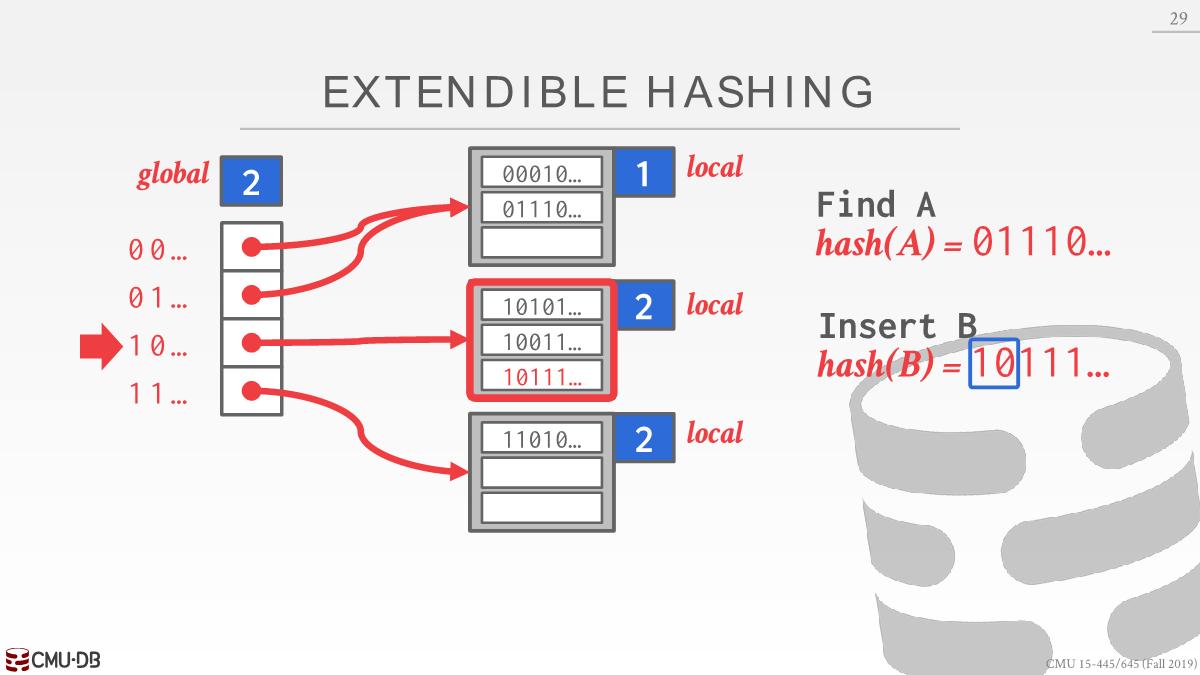 29
EXTENDIBLE HASHING
global 2
00…
01…
10…
11…
00010…
01110…
1 local
10101…
10011…
10111…
2 local
11010…
2 local
Find A
hash(A) = 01110…
Insert B
hash(B) = 10111…
CMU·DB
CMU 15-445/645 (Fall 2019)